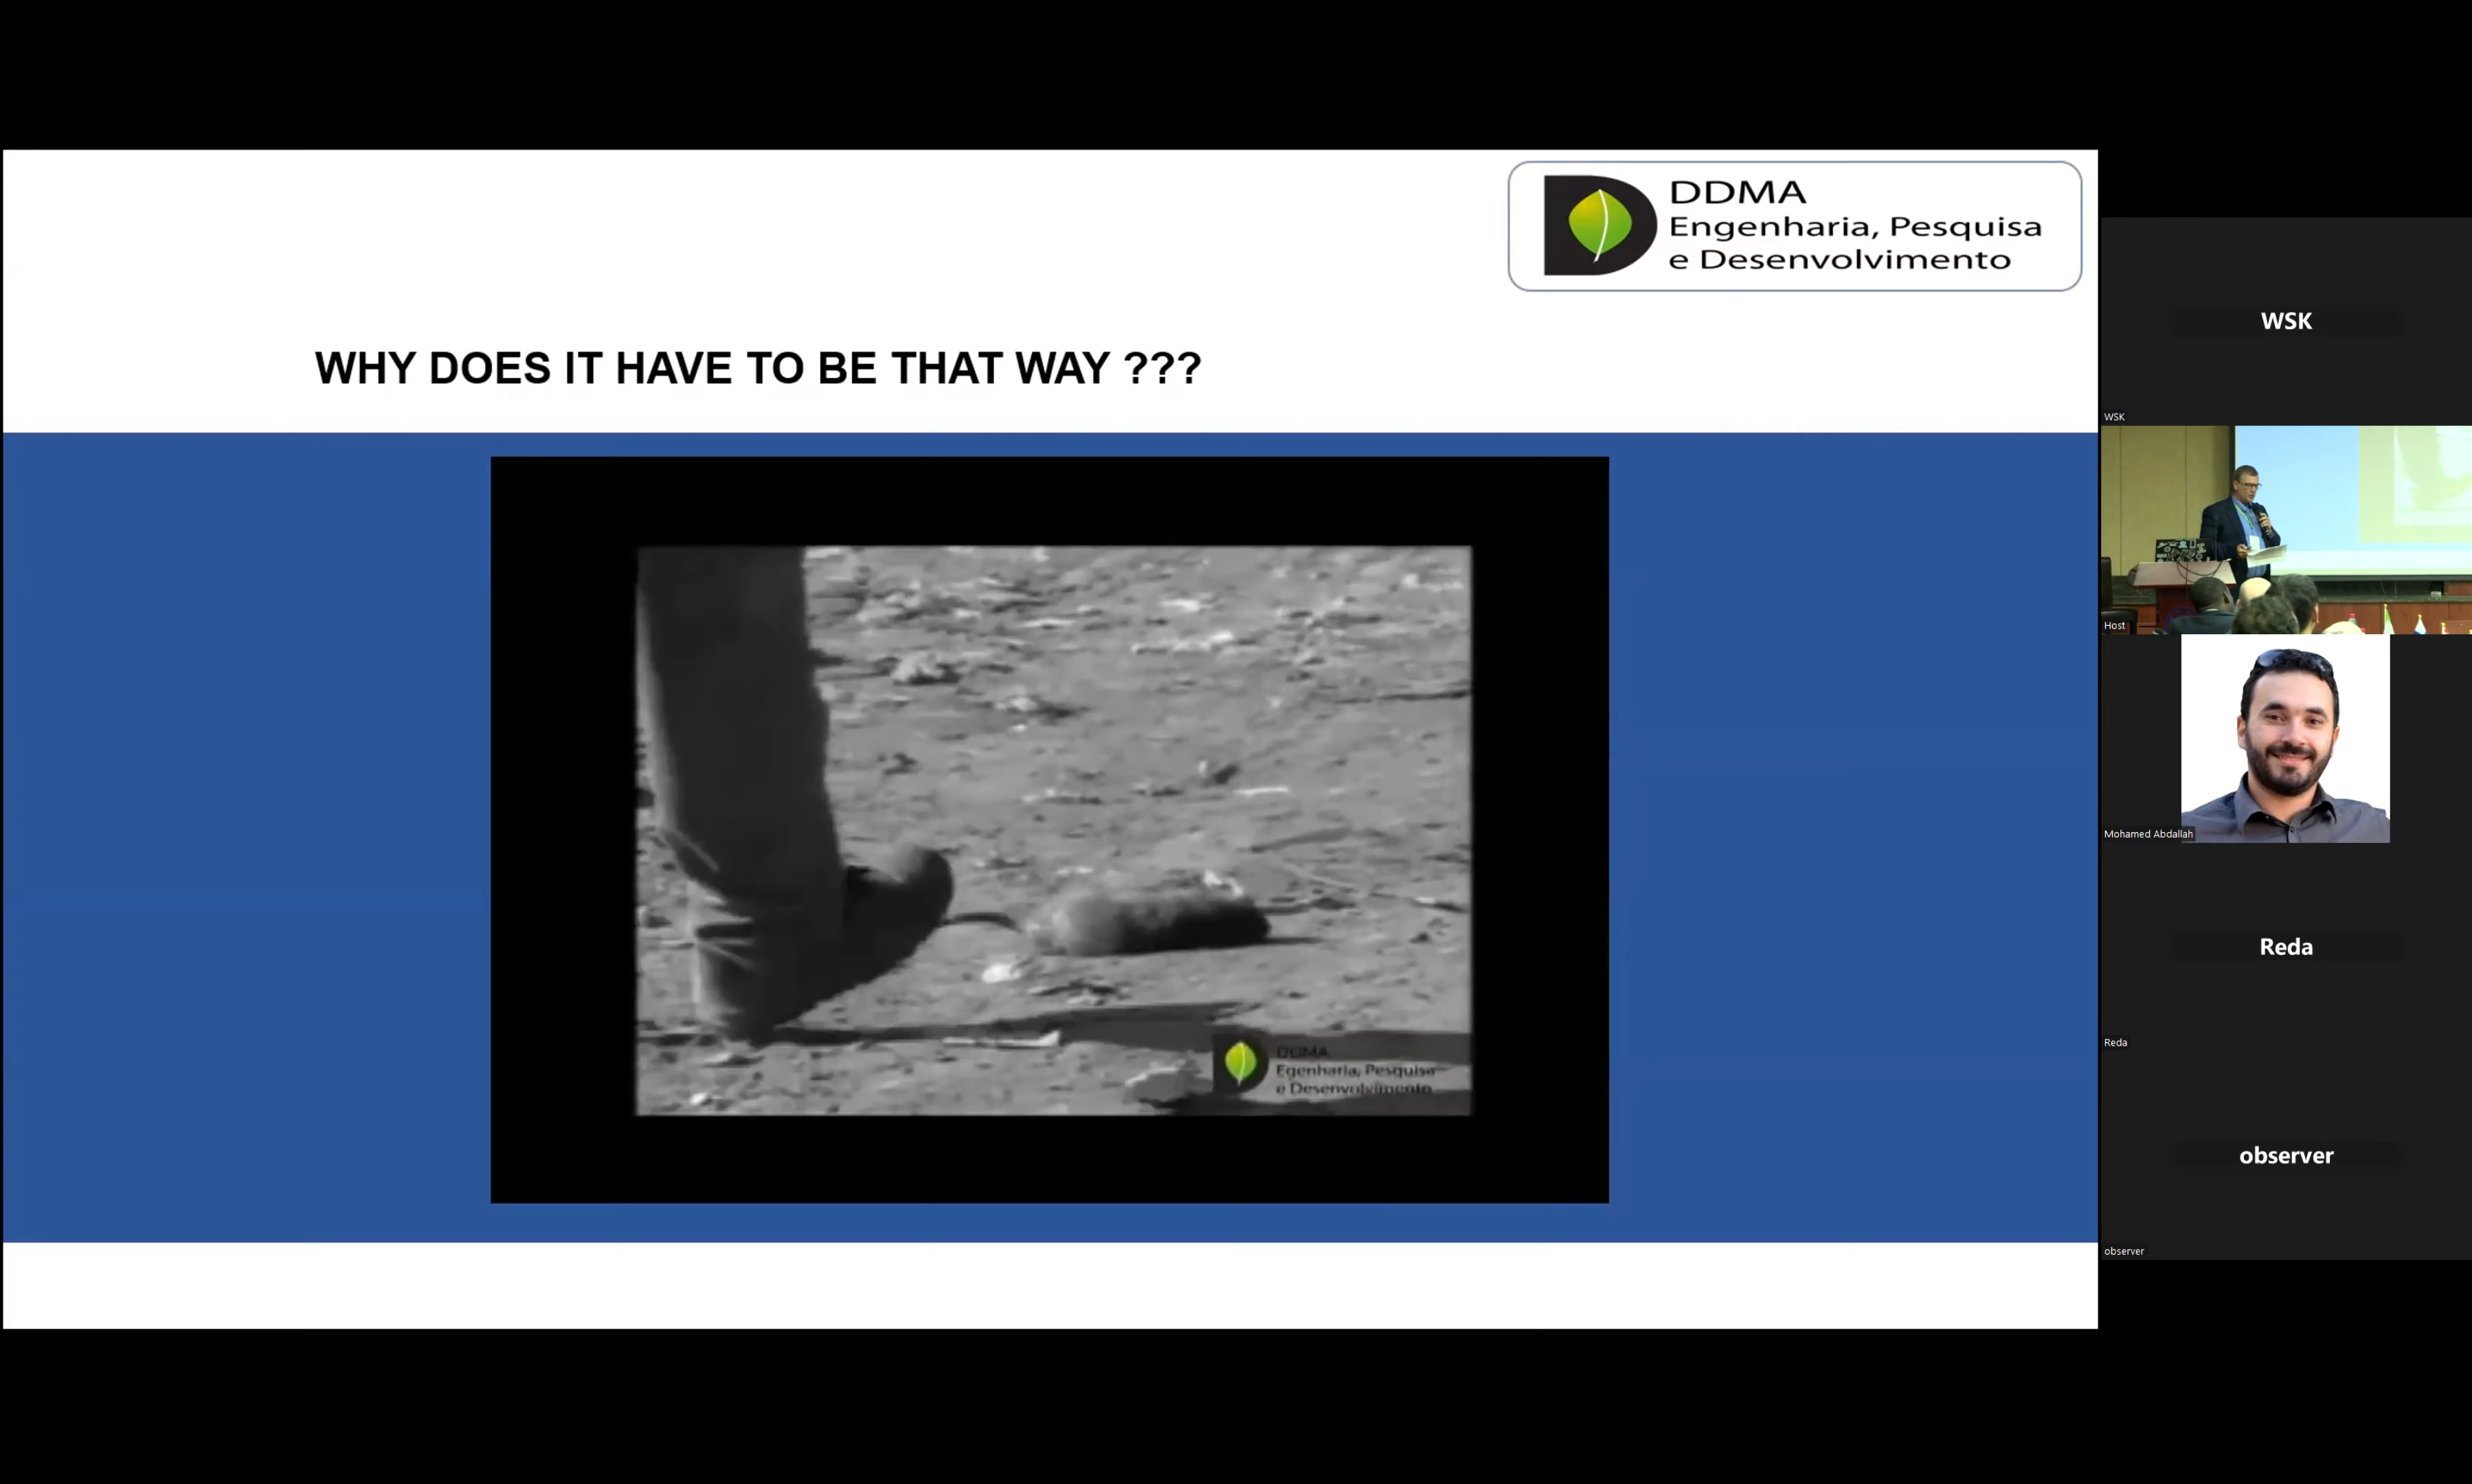 DDMA
Engenharia, Pesquisa
e Desenvolvimento
WHY DOES IT HAVE TO BE THAT WAY ???
DDMA
Egenharia, Pesquisa
e Desenvolviimento
WSK
WSK
Host
Mohamed Abdallah
Reda
Reda
observer
observer